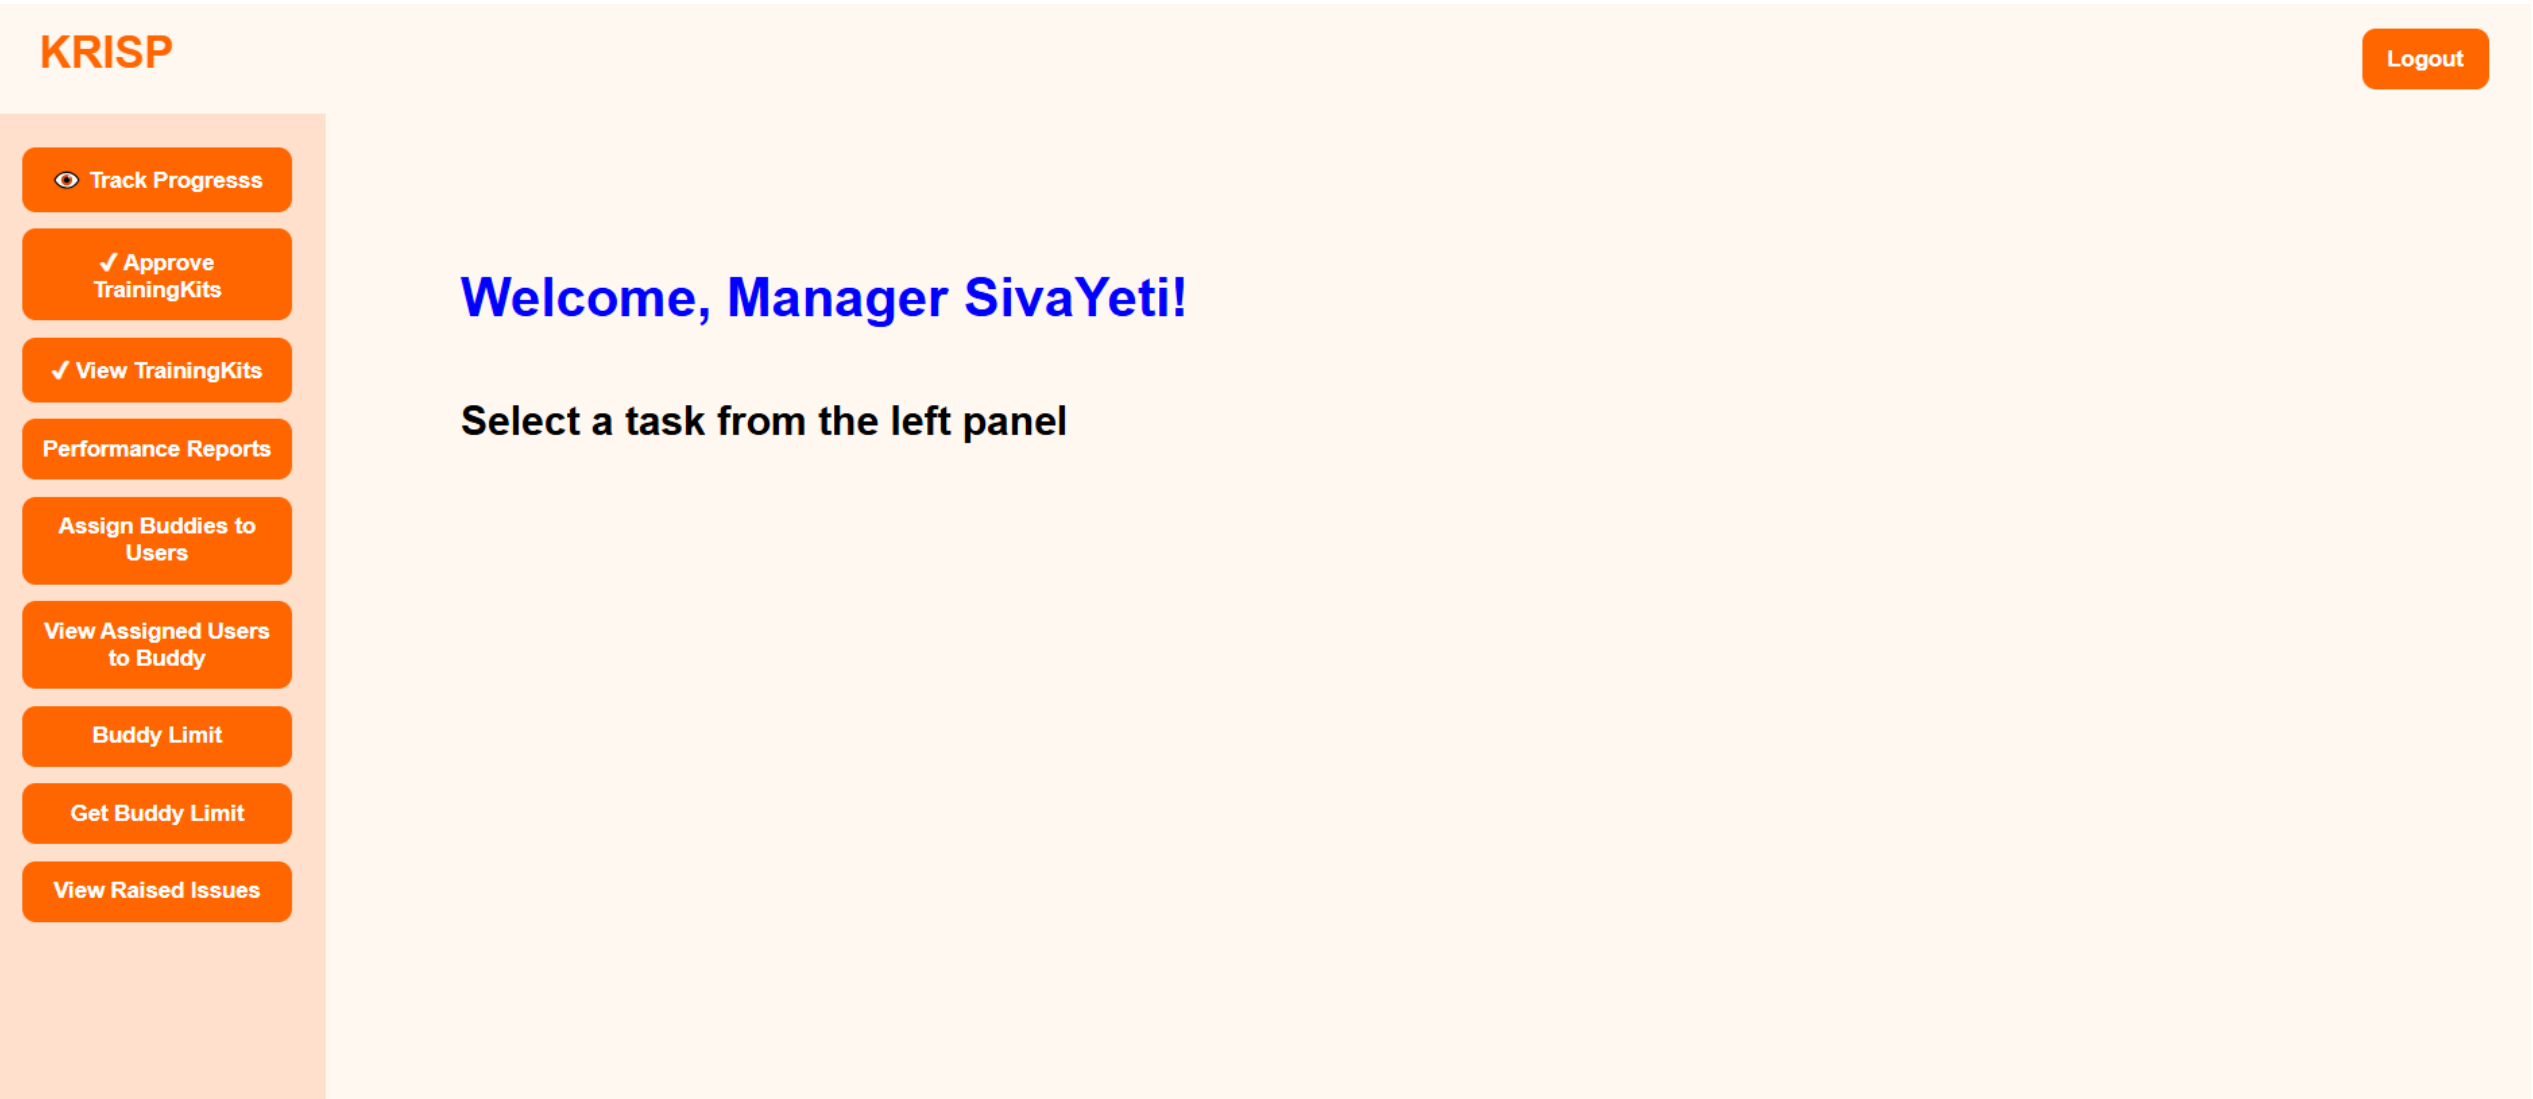 KRISP
Logout
👁 Track Progresss
✓ Approve
TrainingKits
✓ View TrainingKits
Performance Reports
Assign Buddies to
Users
View Assigned Users
to Buddy
Buddy Limit
Get Buddy Limit
View Raised Issues
Welcome, Manager SivaYeti!
Select a task from the left panel